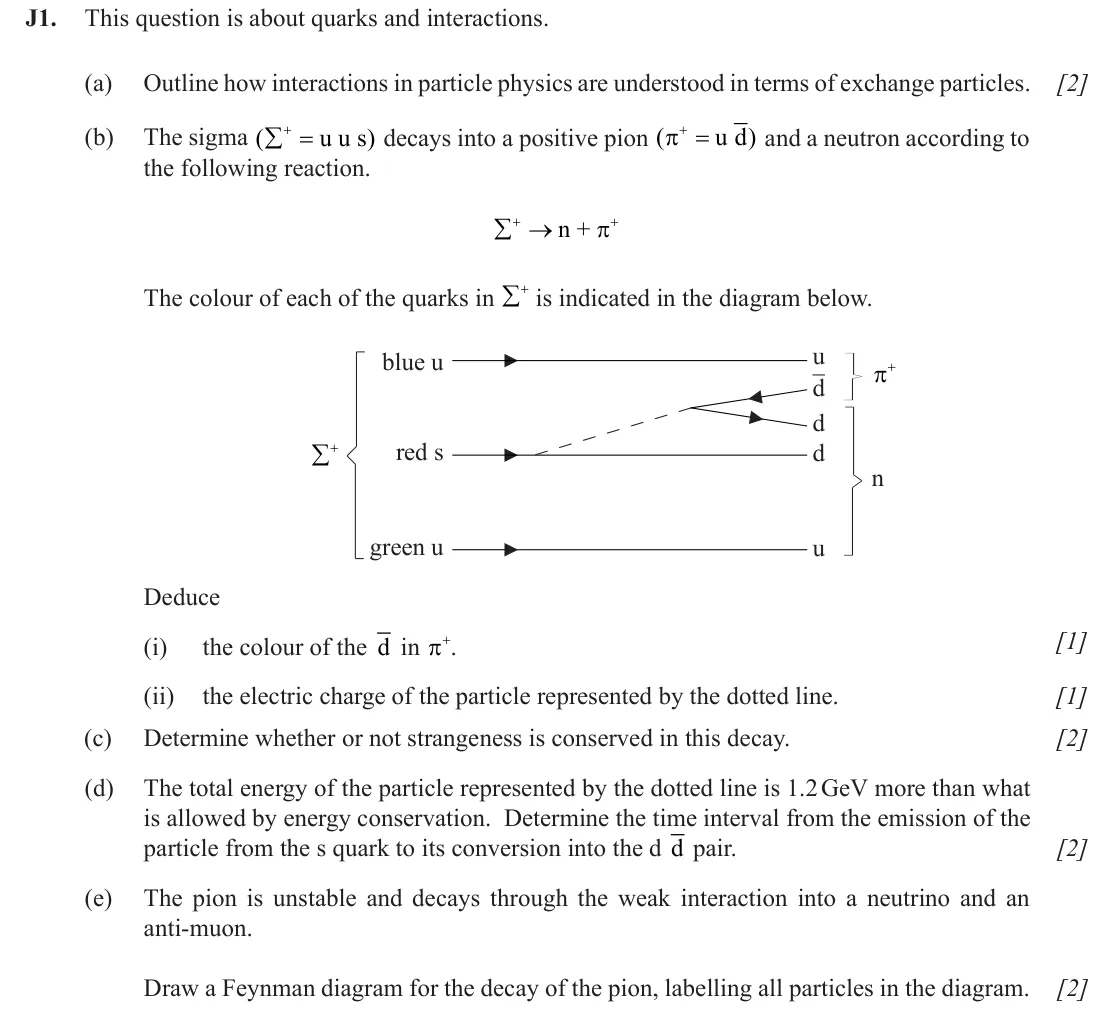 J1. This question is about quarks and interactions.
(a) Outline how interactions in particle physics are understood in terms of exchange particles. [2]
(b) The sigma (Σ⁺ = u u s) decays into a positive pion (π⁺ = u d̅) and a neutron according to
the following reaction.
Σ⁺ → n + π⁺
The colour of each of the quarks in Σ⁺ is indicated in the diagram below.
blue u
u
d̅
π⁺
d
Σ⁺
red s
d
n
green u
u
Deduce
(i) the colour of the d̅ in π⁺. [1]
(ii) the electric charge of the particle represented by the dotted line. [1]
(c) Determine whether or not strangeness is conserved in this decay. [2]
(d) The total energy of the particle represented by the dotted line is 1.2 GeV more than what
is allowed by energy conservation. Determine the time interval from the emission of the
particle from the s quark to its conversion into the d d̅ pair. [2]
(e) The pion is unstable and decays through the weak interaction into a neutrino and an
anti-muon.
Draw a Feynman diagram for the decay of the pion, labelling all particles in the diagram. [2]